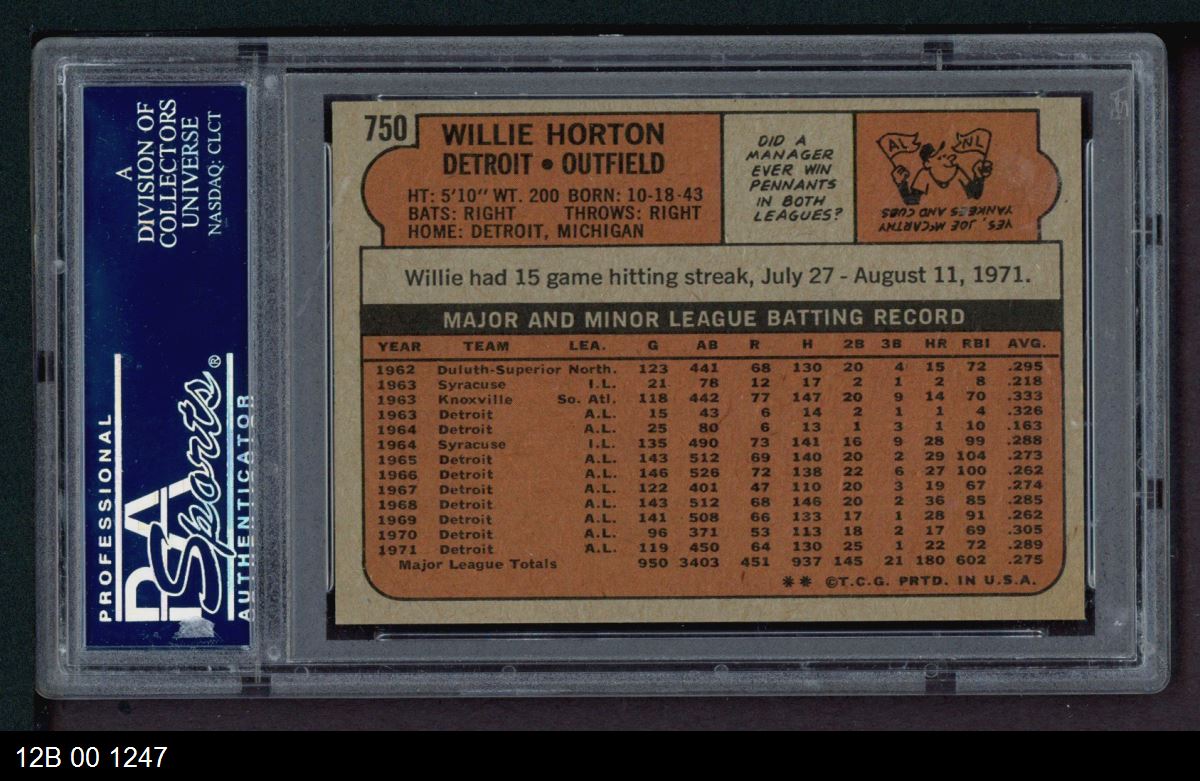 A
DIVISION OF
COLLECTORS
UNIVERSE
NASDAQ: CLCT
PROFESSIONAL
PSA
Sports®
AUTHENTICATOR
750
WILLIE HORTON
DETROIT • OUTFIELD
HT: 5'10" WT. 200 BORN: 10-18-43
BATS: RIGHT THROWS: RIGHT
HOME: DETROIT, MICHIGAN
DID A
MANAGER
EVER WIN
PENNANTS
IN BOTH
LEAGUES?
AL NL
YES, JOE McCARTHY
YANKEES AND CUBS
Willie had 15 game hitting streak, July 27 - August 11, 1971.
MAJOR AND MINOR LEAGUE BATTING RECORD
YEAR TEAM LEA. G AB R H 2B 3B HR RBI AVG.
1962 Duluth-Superior North. 123 441 68 130 20 4 15 72 .295
1963 Syracuse I.L. 21 78 12 17 2 1 2 8 .218
1963 Knoxville So. Atl. 118 442 77 147 20 9 14 70 .333
1963 Detroit A.L. 15 43 6 14 2 1 1 4 .326
1964 Detroit A.L. 25 80 6 13 1 3 1 10 .163
1964 Syracuse I.L. 135 490 73 141 16 9 28 99 .288
1965 Detroit A.L. 143 512 69 140 20 2 29 104 .273
1966 Detroit A.L. 146 526 72 138 22 6 27 100 .262
1967 Detroit A.L. 122 401 47 110 20 3 19 67 .274
1968 Detroit A.L. 143 512 68 146 20 2 36 85 .285
1969 Detroit A.L. 141 508 66 133 17 1 28 91 .262
1970 Detroit A.L. 96 371 53 113 18 2 17 69 .305
1971 Detroit A.L. 119 450 64 130 25 1 22 72 .289
Major League Totals 950 3403 451 937 145 21 180 602 .275
** ©T.C.G. PRTD. IN U.S.A.
12B 00 1247